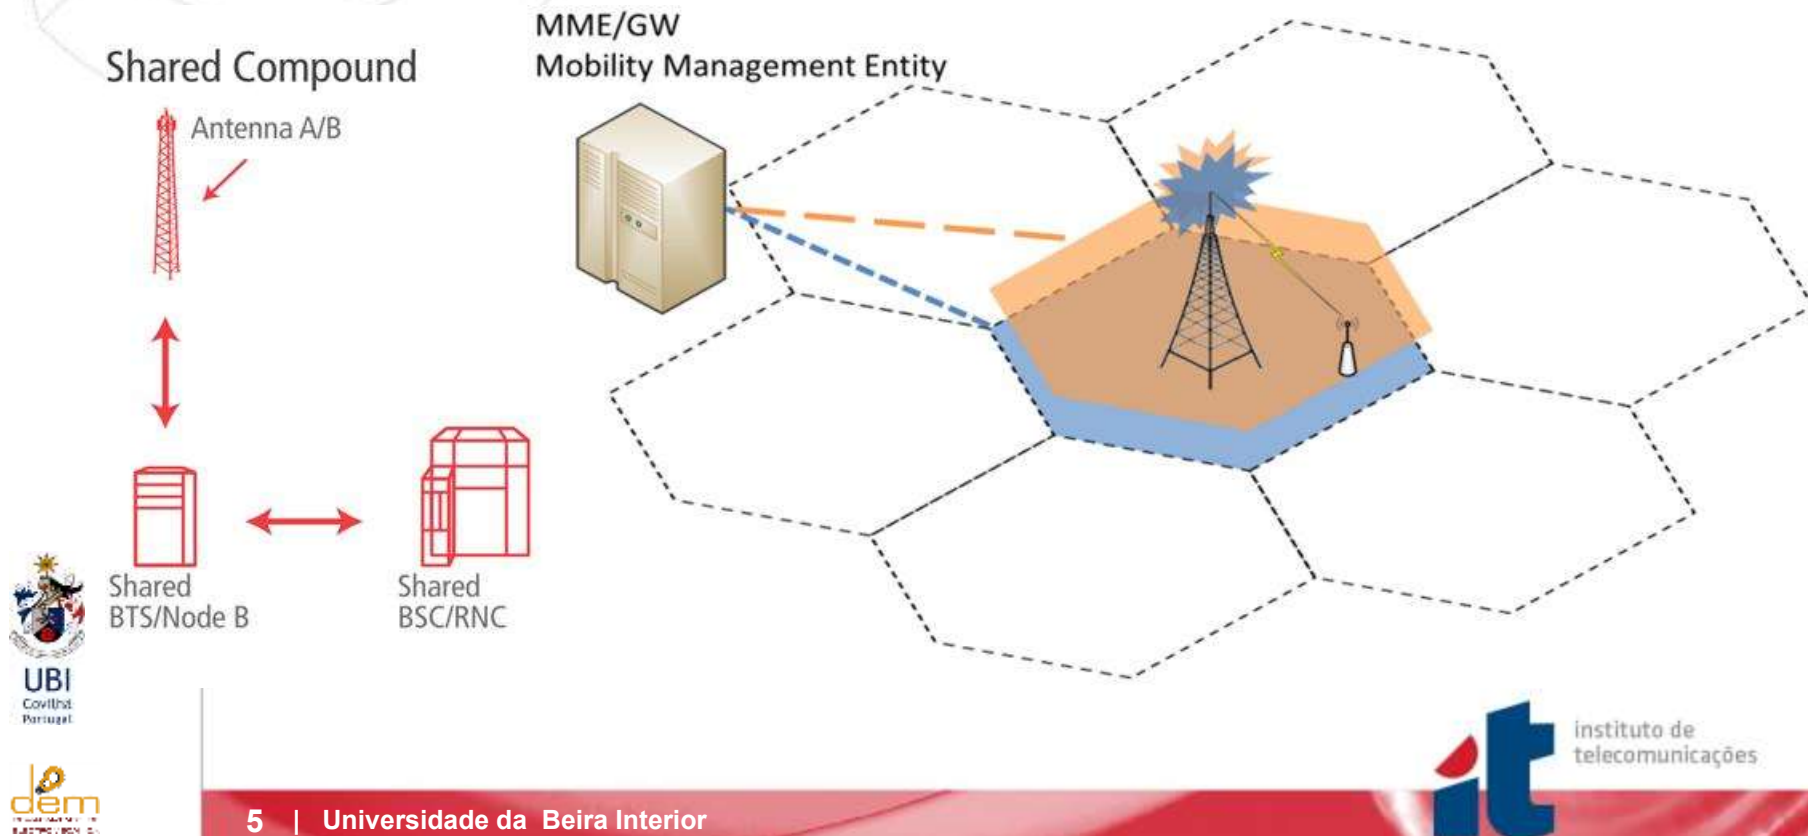 MME/GW
Mobility Management Entity
Shared Compound
Antenna A/B
Shared
BTS/Node B
Shared
BSC/RNC
UBI
Covilhã
Portugal
instituto de
telecomunicações
it
dem
5 | Universidade da Beira Interior